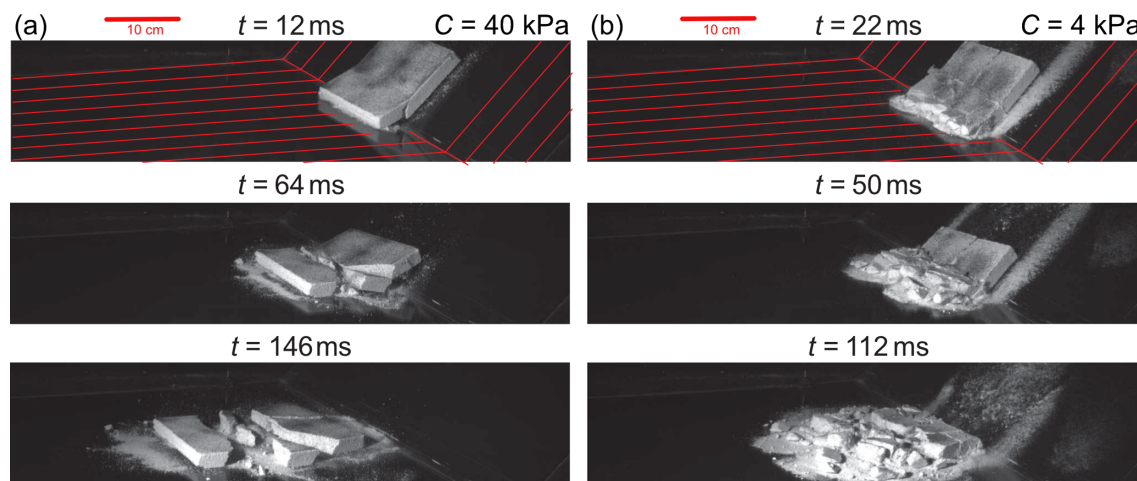 (a) 10 cm t = 12 ms C = 40 kPa
t = 64 ms
t = 146 ms
(b) 10 cm t = 22 ms C = 4 kPa
t = 50 ms
t = 112 ms